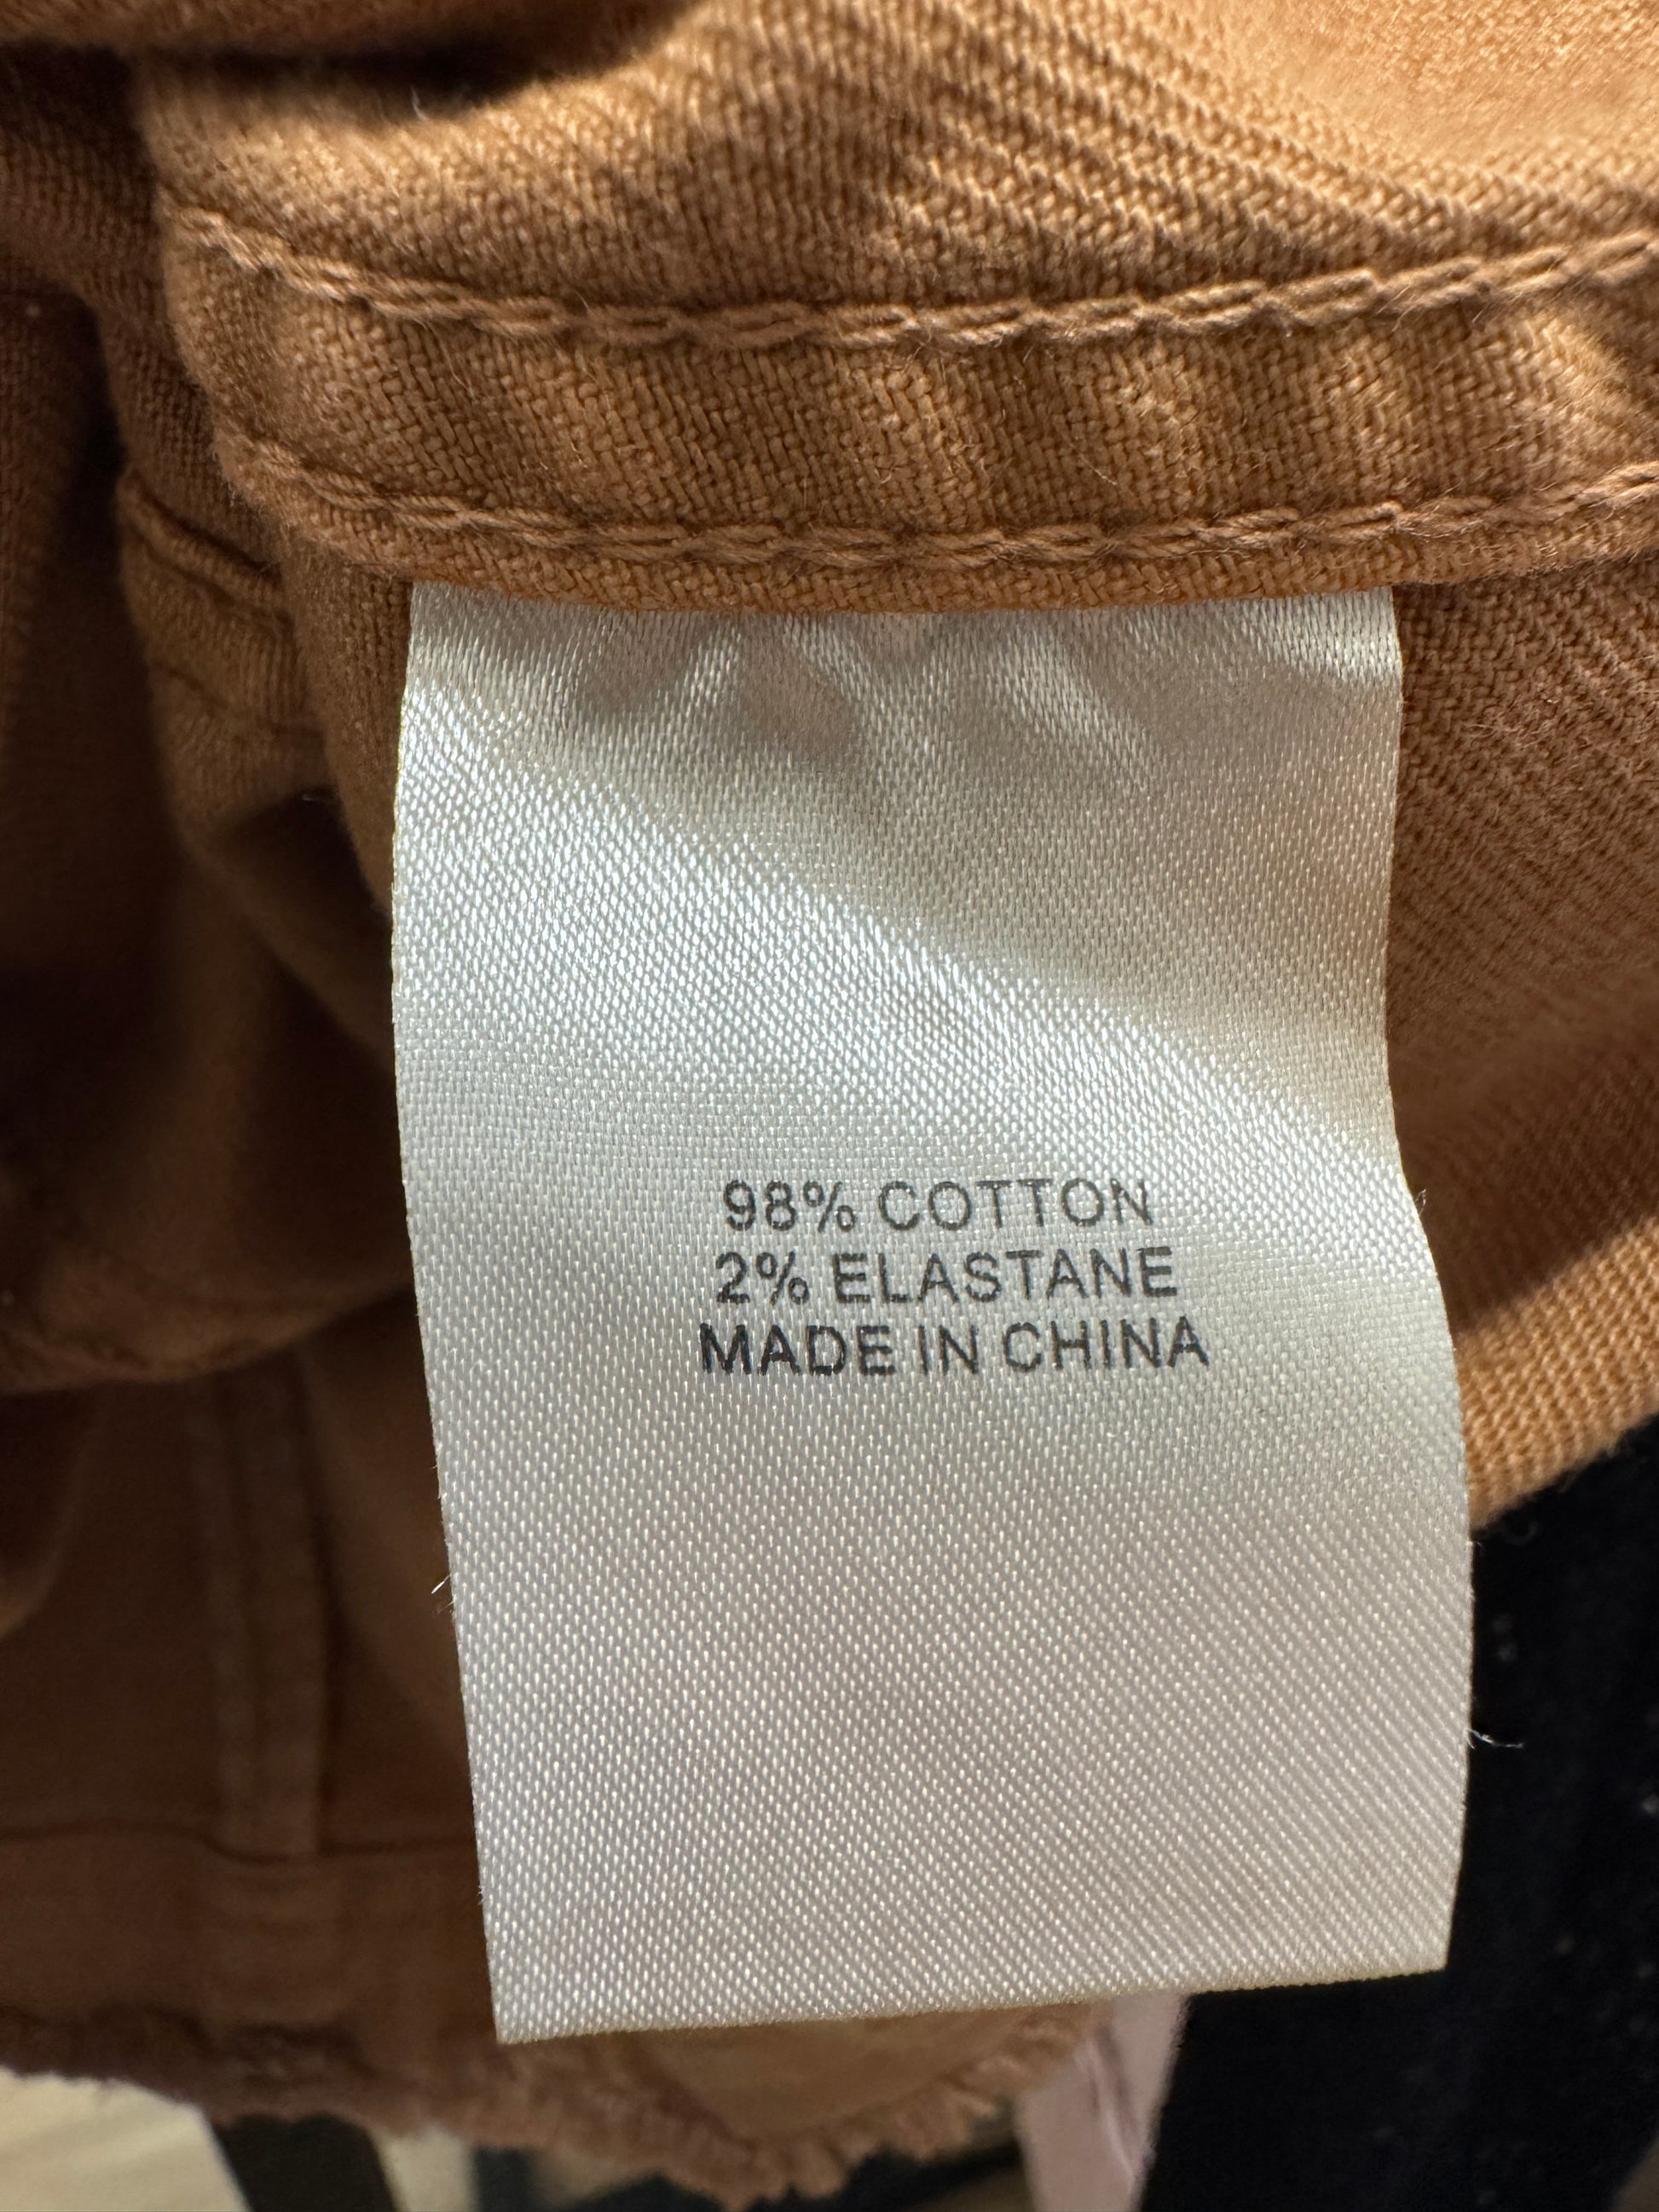 98% COTTON
2% ELASTANE
MADE IN CHINA